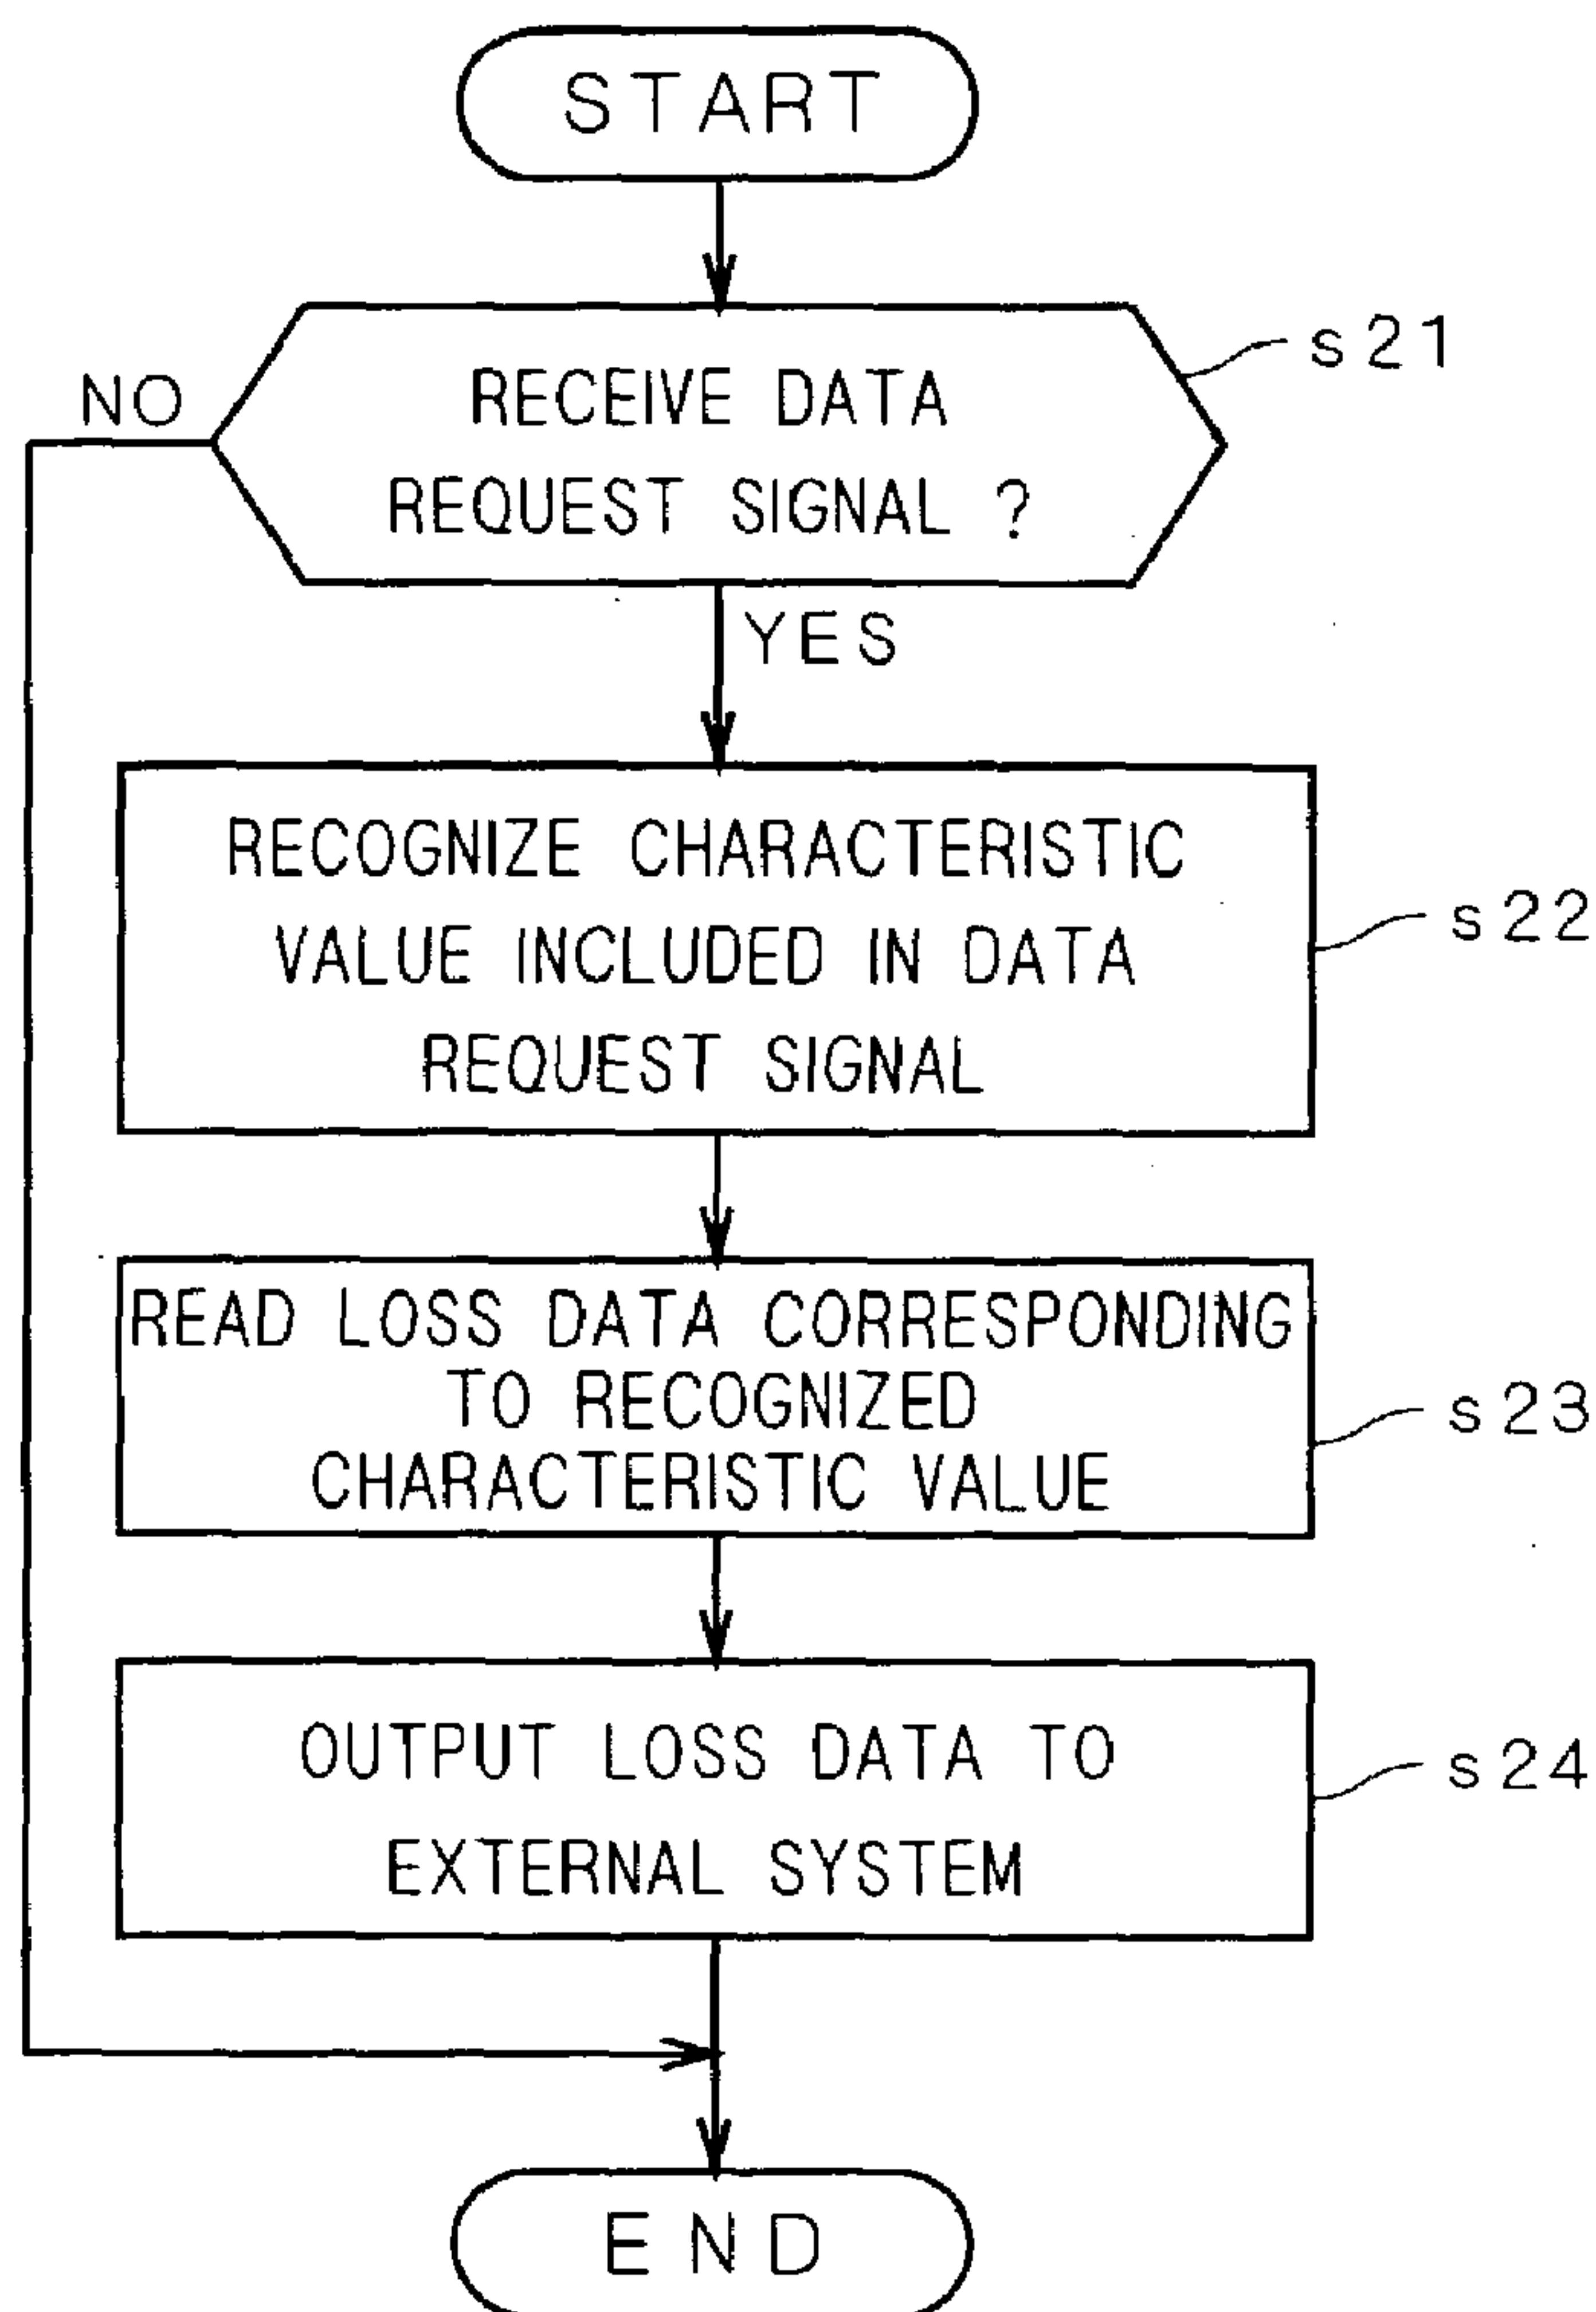 START
RECEIVE DATA
REQUEST SIGNAL ?
s21
NO
YES
RECOGNIZE CHARACTERISTIC
VALUE INCLUDED IN DATA
REQUEST SIGNAL
s22
READ LOSS DATA CORRESPONDING
TO RECOGNIZED
CHARACTERISTIC VALUE
s23
OUTPUT LOSS DATA TO
EXTERNAL SYSTEM
s24
END